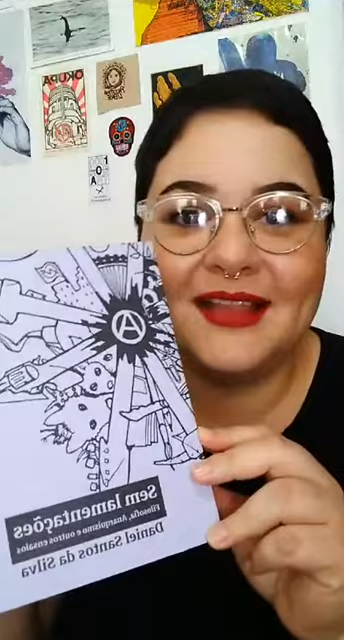 OKUPA
Sem lamentações
Filosofia, Anarquismo e outros ensaios
Daniel Santos da Silva